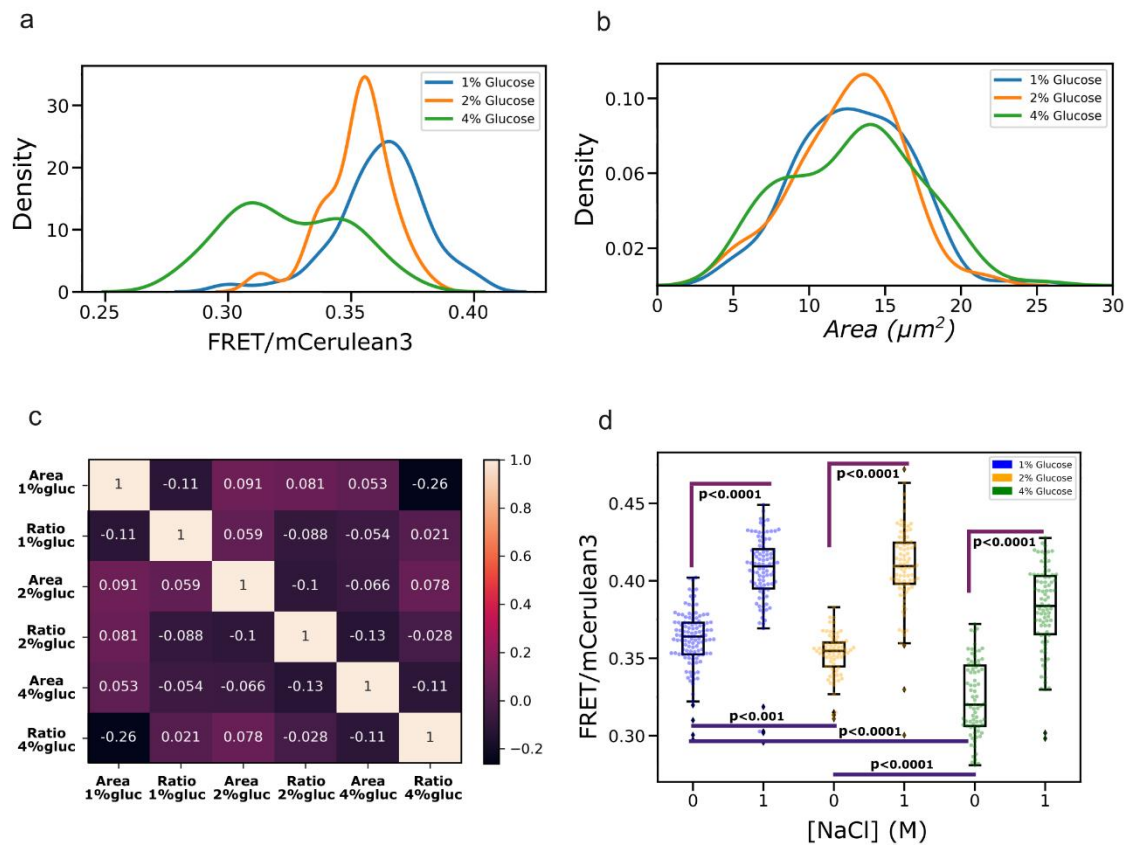 a
1% Glucose
2% Glucose
4% Glucose
30
20
10
0
Density
0.25 0.30 0.35 0.40
FRET/mCerulean3
b
1% Glucose
2% Glucose
4% Glucose
0.10
0.06
0.02
Density
0 5 10 15 20 25 30
Area (μm²)
c
Area
1%gluc
1 -0.11 0.091 0.081 0.053 -0.26
Ratio
1%gluc
-0.11 1 0.059 -0.088 -0.054 0.021
Area
2%gluc
0.091 0.059 1 -0.1 -0.066 0.078
Ratio
2%gluc
0.081 -0.088 -0.1 1 -0.13 -0.028
Area
4%gluc
0.053 -0.054 -0.066 -0.13 1 -0.11
Ratio
4%gluc
-0.26 0.021 0.078 -0.028 -0.11 1
Area Ratio Area Ratio Area Ratio
1%gluc 1%gluc 2%gluc 2%gluc 4%gluc 4%gluc
1.0
0.8
0.6
0.4
0.2
0.0
−0.2
d
1% Glucose
2% Glucose
4% Glucose
p<0.0001
p<0.0001
p<0.0001
p<0.001
p<0.0001
p<0.0001
0.45
0.40
0.35
0.30
FRET/mCerulean3
0 1 0 1 0 1
[NaCl] (M)